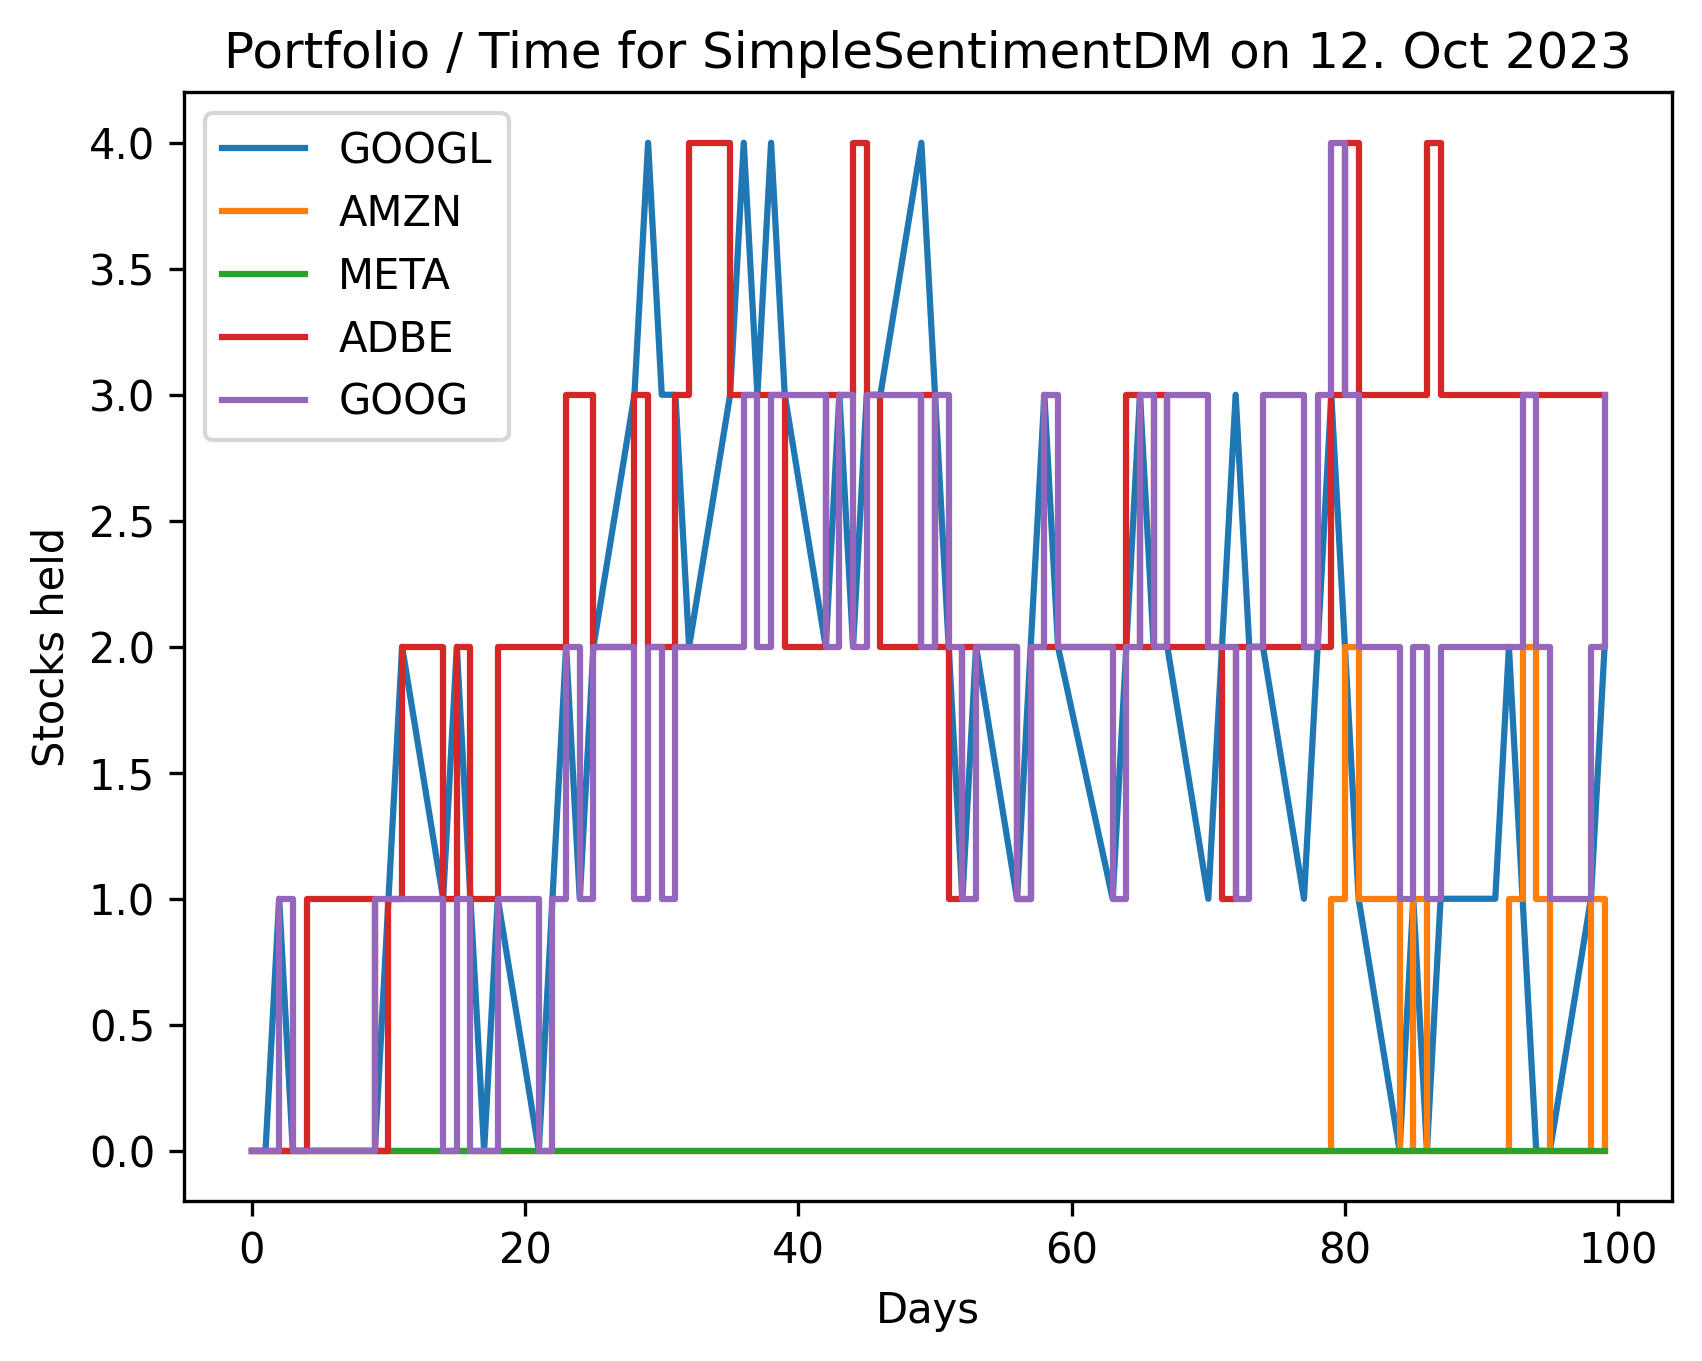 Portfolio / Time for SimpleSentimentDM on 12. Oct 2023
GOOGL
AMZN
META
ADBE
GOOG
4.0
3.5
3.0
2.5
2.0
1.5
1.0
0.5
0.0
Stocks held
0 20 40 60 80 100
Days